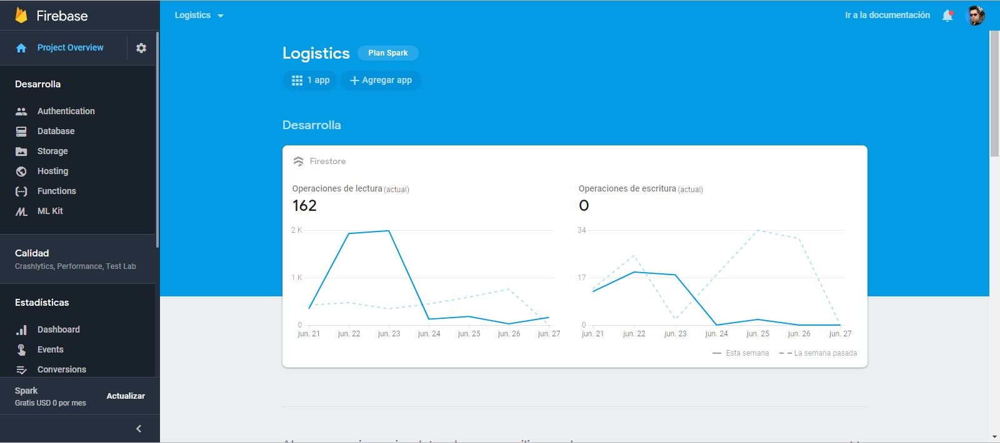 Firebase
Project Overview
Desarrolla
Authentication
Database
Storage
Hosting
Functions
ML Kit
Calidad
Crashlytics, Performance, Test Lab
Estadísticas
Dashboard
Events
Conversions
Spark
Gratis USD 0 por mes
Actualizar
Logistics
Ir a la documentación
Logistics
Plan Spark
1 app
Agregar app
Desarrolla
Firestore
Operaciones de lectura (actual)
162
2 K
1 K
0
jun. 21 jun. 22 jun. 23 jun. 24 jun. 25 jun. 26 jun. 27
Operaciones de escritura (actual)
0
34
17
0
jun. 21 jun. 22 jun. 23 jun. 24 jun. 25 jun. 26 jun. 27
Esta semana La semana pasada